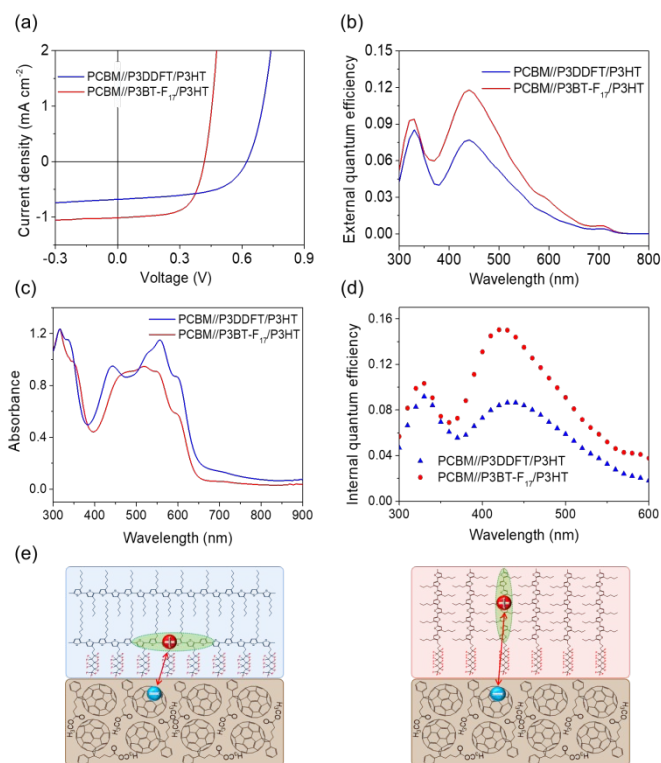 (a)
2
1
0
-1
Current density (mA cm⁻²)
PCBM//P3DDFT/P3HT
PCBM//P3BT-F₁₇/P3HT
-0.3
0.0
0.3
0.6
0.9
Voltage (V)
(b)
0.15
0.12
0.09
0.06
0.03
0.00
External quantum efficiency
PCBM//P3DDFT/P3HT
PCBM//P3BT-F₁₇/P3HT
300
400
500
600
700
800
Wavelength (nm)
(c)
1.2
0.8
0.4
0.0
Absorbance
PCBM//P3DDFT/P3HT
PCBM//P3BT-F₁₇/P3HT
300
400
500
600
700
800
900
Wavelength (nm)
(d)
0.16
0.12
0.08
0.04
0.00
Internal quantum efficiency
PCBM//P3DDFT/P3HT
PCBM//P3BT-F₁₇/P3HT
300
400
500
600
Wavelength (nm)
(e)